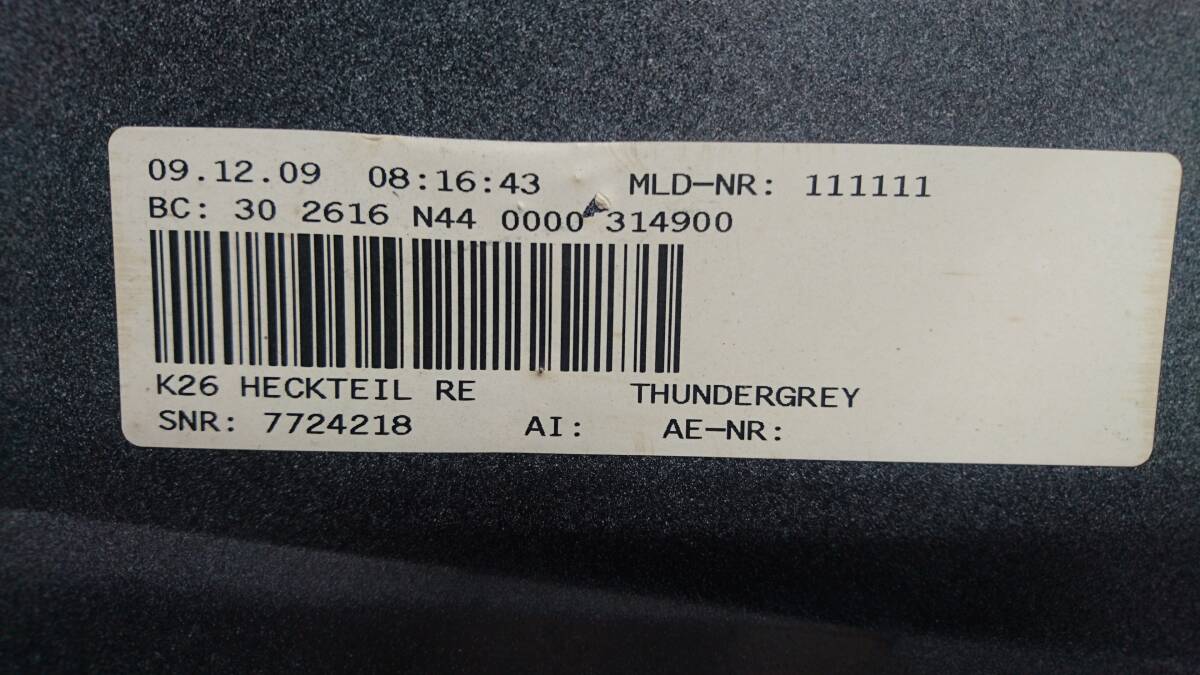 09.12.09 08:16:43 MLD-NR: 111111
BC: 30 2616 N44 0000 314900
K26 HECKTEIL RE THUNDERGREY
SNR: 7724218 AI: AE-NR: